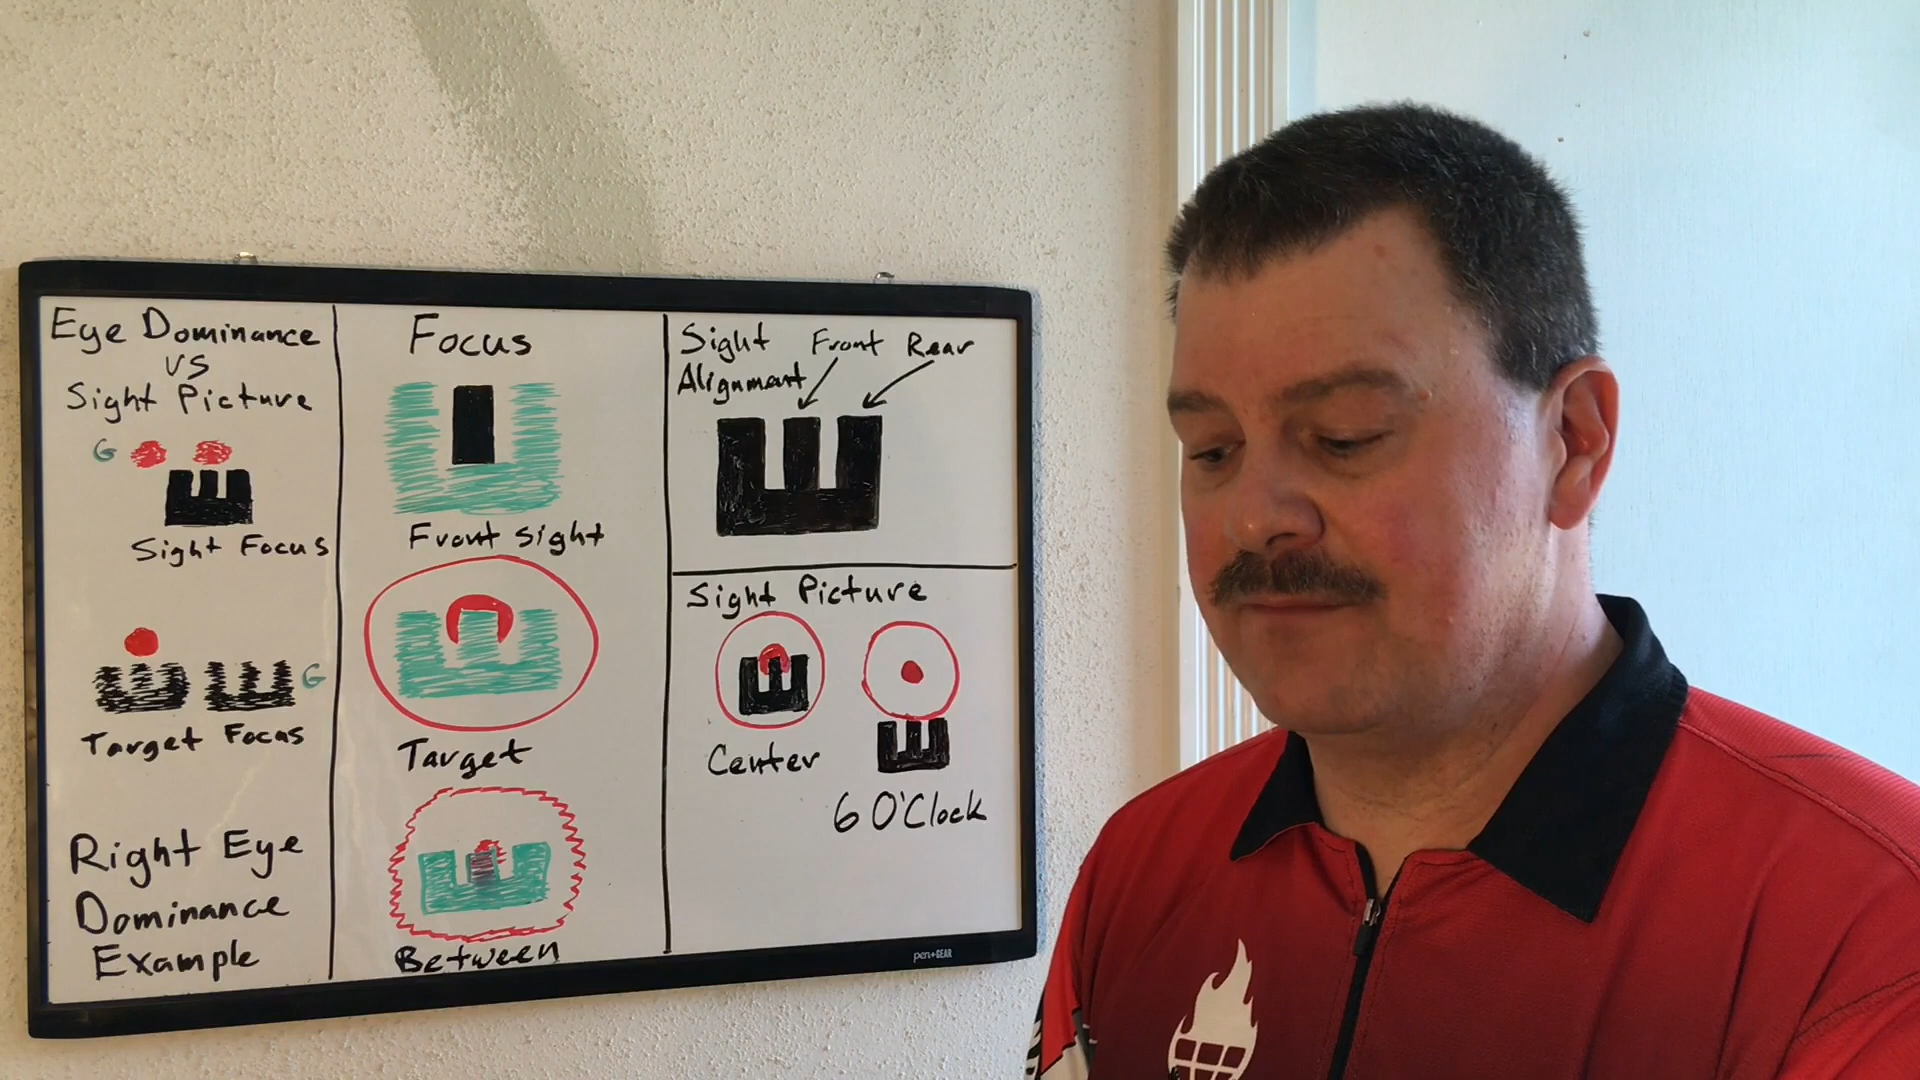 Eye Dominance
vs
Sight Picture
G
Sight Focus
G
Target Focus
Right Eye
Dominance
Example
Focus
Front Sight
Target
Between
Sight
Alignment
Front Rear
Sight Picture
Center
6 O'Clock
pen+GEAR